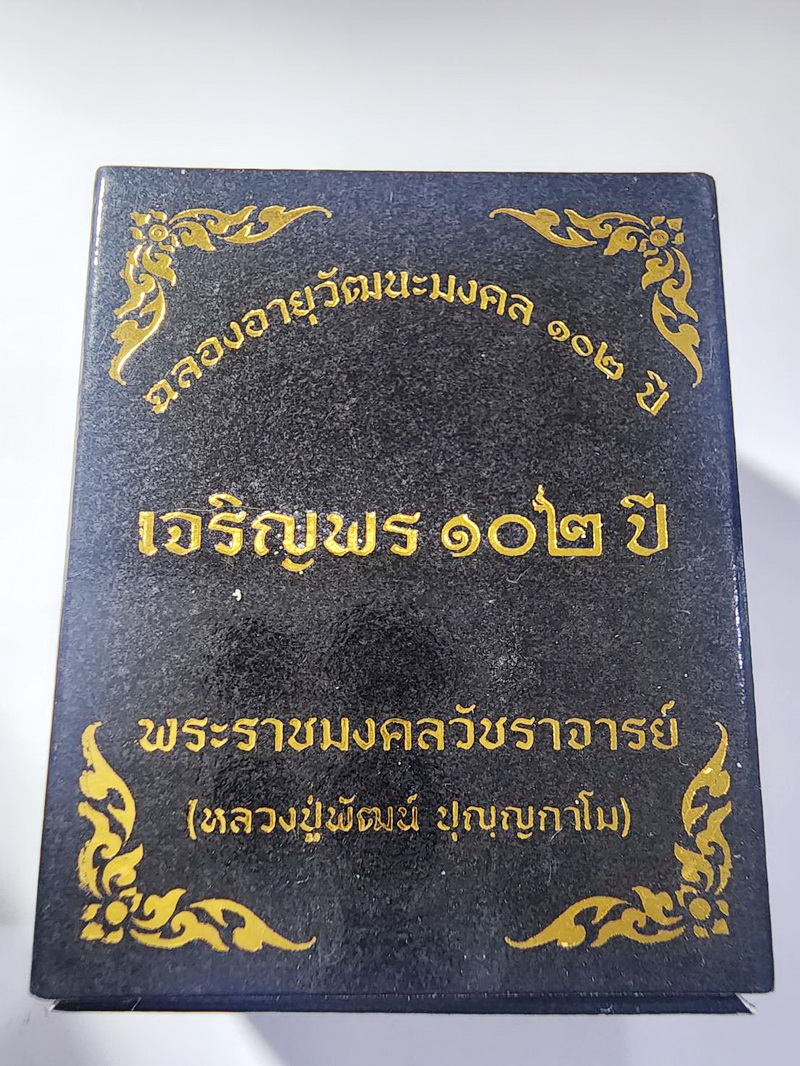 ฉลองอายุวัฒนะมงคล ๑๐๒ ปี
เจริญพร ๑๐๒ ปี
พระราชมงคลวัชราจารย์
(หลวงปู่พัฒน์ ปุญฺญกาโม)